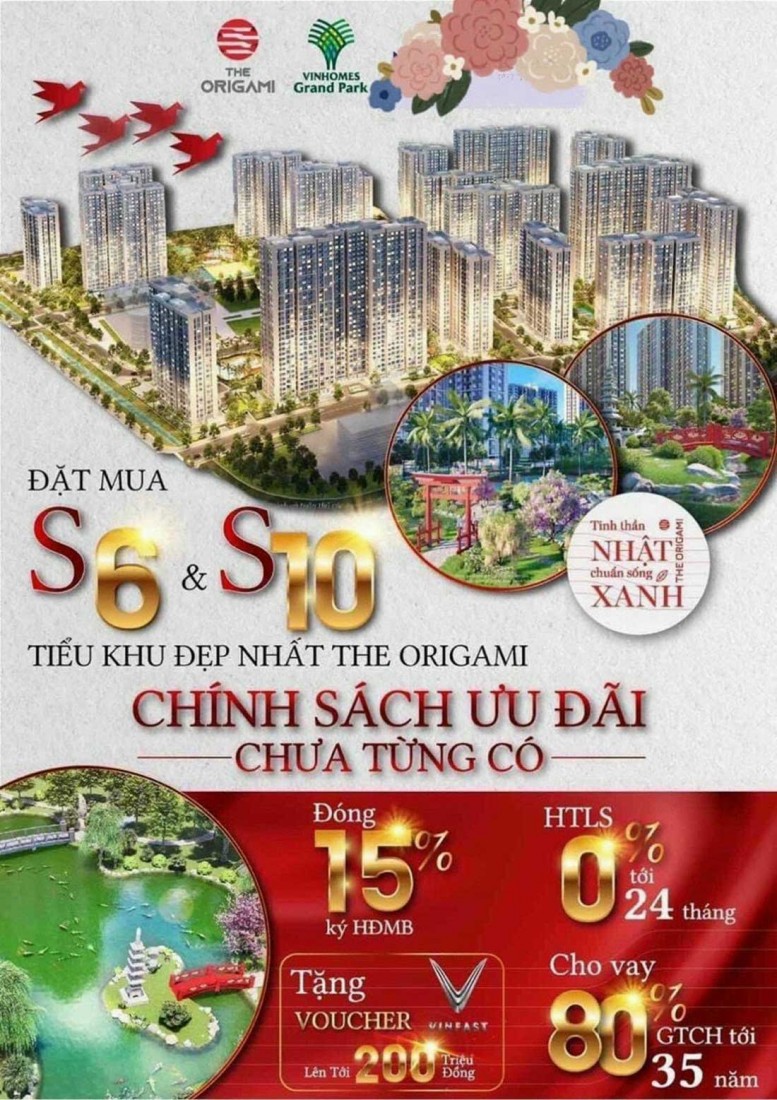 THE
ORIGAMI
VINHOMES
Grand Park
ĐẶT MUA
S6 & S10
TIỂU KHU ĐẸP NHẤT THE ORIGAMI
Tinh thần
NHẬT
chuẩn sống
XANH
THE ORIGAMI
CHÍNH SÁCH ƯU ĐÃI
CHƯA TỪNG CÓ
Đóng
15%
ký HĐMB
HTLS
0%
tới
24 tháng
Tặng
VOUCHER
VINFAST
Lên Tới 200 Triệu Đồng
Cho vay
80%
GTCH tới
35 năm